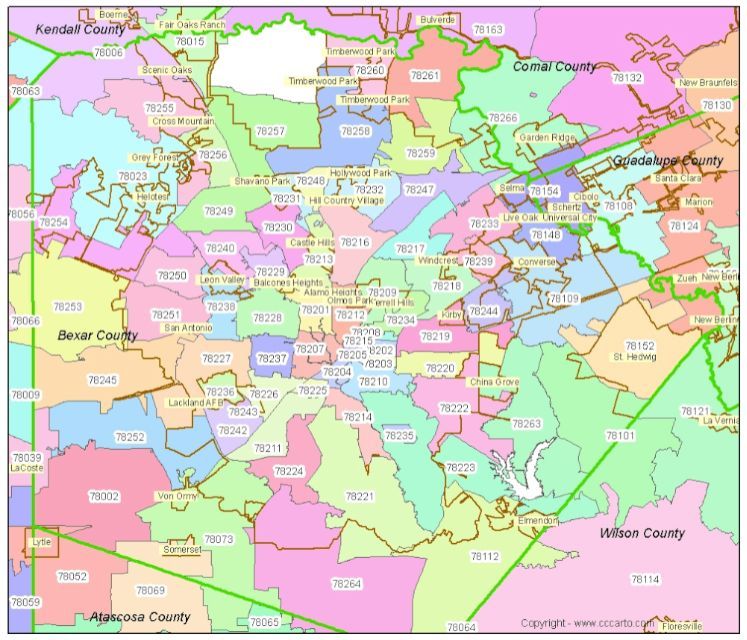 Boerne
Kendall County
Fair Oaks Ranch
Bulverde
78163
78006
78015
Timberwood Park
Comal County
78063
Scenic Oaks
78260
78261
78132
Timberwood Park
New Braunfels
78255
Timberwood Park
78130
Cross Mountain
78266
78257
78258
Garden Ridge
Grey Forest
78256
78259
Guadalupe County
78023
Hollywood Park
Santa Clara
Shavano Park
78248
78232
78247
Selma
78154
Helotes
78231
Hill Country Village
Cibolo
Marion
78056
78254
78249
Schertz
78108
78230
78233
Live Oak
Universal City
78124
Castle Hills
78216
78148
78240
78217
78213
Windcrest
78239
Converse
78250
78229
Leon Valley
Balcones Heights
78218
Zueh
New Berl
78253
Alamo Heights
78209
78109
Olmos Park
Terrell Hills
78238
78201
78244
78251
78228
78212
78234
Kirby
New Berline
78066
San Antonio
Bexar County
78208
78219
78215
78152
78227
78237
78207
78205
78202
St. Hedwig
78203
78220
78204
78245
78210
China Grove
78009
78236
78226
78225
Lackland AFB
78243
78222
78121
78214
La Vernia
78242
78263
78252
78235
78101
78211
78039
LaCoste
78224
78223
78002
Von Ormy
78221
Elmendorf
Wilson County
78073
Lytle
Somerset
78112
78052
78264
78114
78069
78059
Atascosa County
78065
78064
Copyright - www.cccarto.com
Floresville